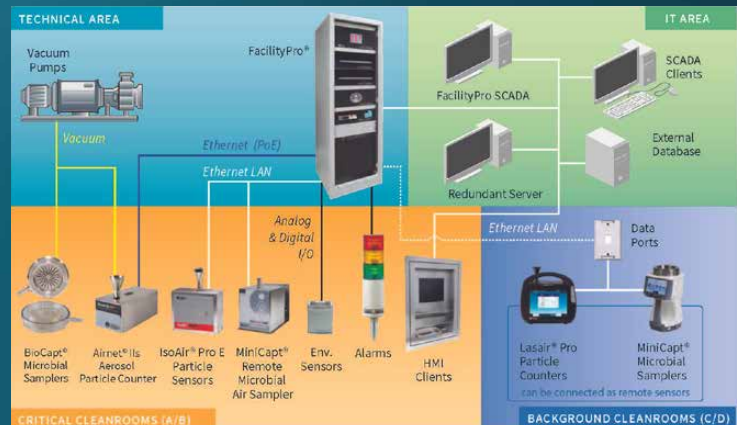 TECHNICAL AREA
IT AREA
Vacuum
Pumps
FacilityPro®
FacilityPro SCADA
SCADA
Clients
Vacuum
Ethernet (PoE)
Ethernet LAN
Redundant Server
External
Database
Analog
& Digital
I/O
Ethernet LAN
Data
Ports
BioCapt®
Microbial
Samplers
Airnet® IIs
Aerosol
Particle Counter
IsoAir® Pro E
Particle
Sensors
MiniCapt®
Remote
Microbial
Air Sampler
Env.
Sensors
Alarms
HMI
Clients
Lasair® Pro
Particle
Counters
MiniCapt®
Microbial
Samplers
can be connected as remote sensors
CRITICAL CLEANROOMS (A/B)
BACKGROUND CLEANROOMS (C/D)